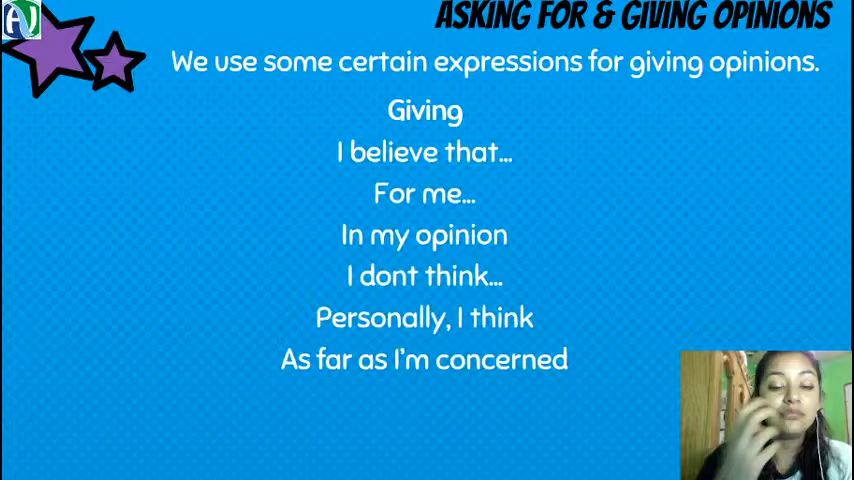 ASKING FOR & GIVING OPINIONS
We use some certain expressions for giving opinions.
Giving
I believe that...
For me...
In my opinion
I dont think...
Personally, I think
As far as I'm concerned